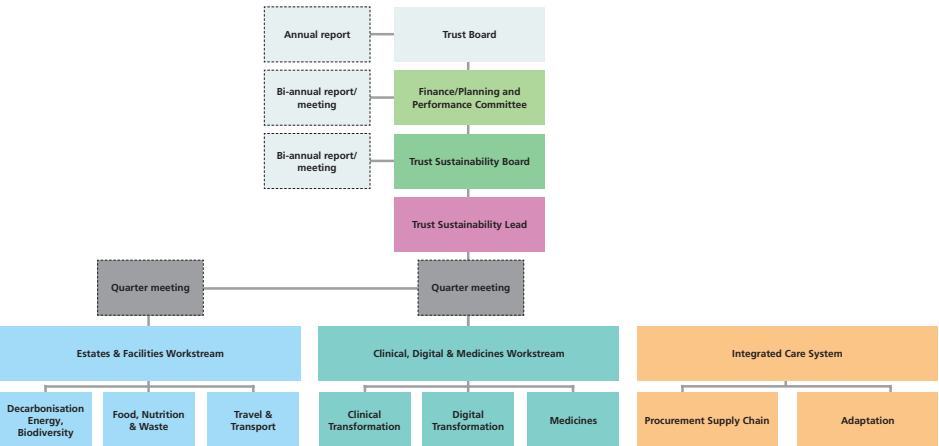 Annual report
Trust Board
Bi-annual report/
meeting
Finance/Planning and
Performance Committee
Bi-annual report/
meeting
Trust Sustainability Board
Trust Sustainability Lead
Quarter meeting
Quarter meeting
Estates & Facilities Workstream
Clinical, Digital & Medicines Workstream
Integrated Care System
Decarbonisation
Energy,
Biodiversity
Food, Nutrition
& Waste
Travel &
Transport
Clinical
Transformation
Digital
Transformation
Medicines
Procurement Supply Chain
Adaptation